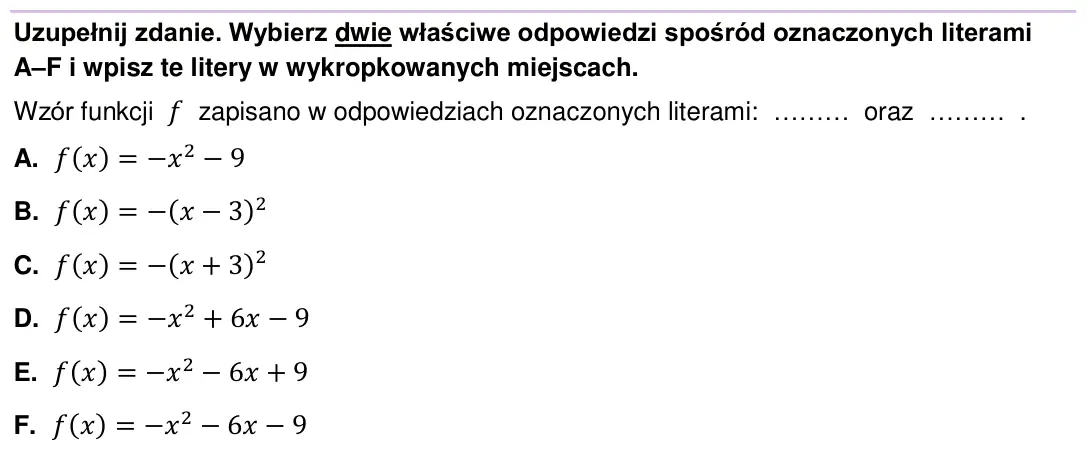 Uzupełnij zdanie. Wybierz dwie właściwe odpowiedzi spośród oznaczonych literami
A–F i wpisz te litery w wykropkowanych miejscach.
Wzór funkcji f zapisano w odpowiedziach oznaczonych literami: ......... oraz ......... .
A. f(x) = −x² − 9
B. f(x) = −(x − 3)²
C. f(x) = −(x + 3)²
D. f(x) = −x² + 6x − 9
E. f(x) = −x² − 6x + 9
F. f(x) = −x² − 6x − 9